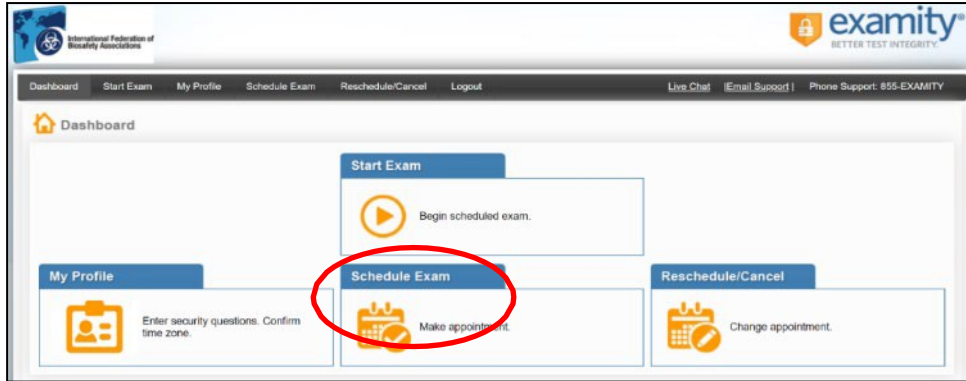 International Federation of
Biosafety Associations
examity®
BETTER TEST INTEGRITY.
Dashboard Start Exam My Profile Schedule Exam Reschedule/Cancel Logout Live Chat |Email Support | Phone Support: 855-EXAMITY
Dashboard
Start Exam
Begin scheduled exam.
My Profile
Enter security questions. Confirm
time zone.
Schedule Exam
Make appointment.
Reschedule/Cancel
Change appointment.